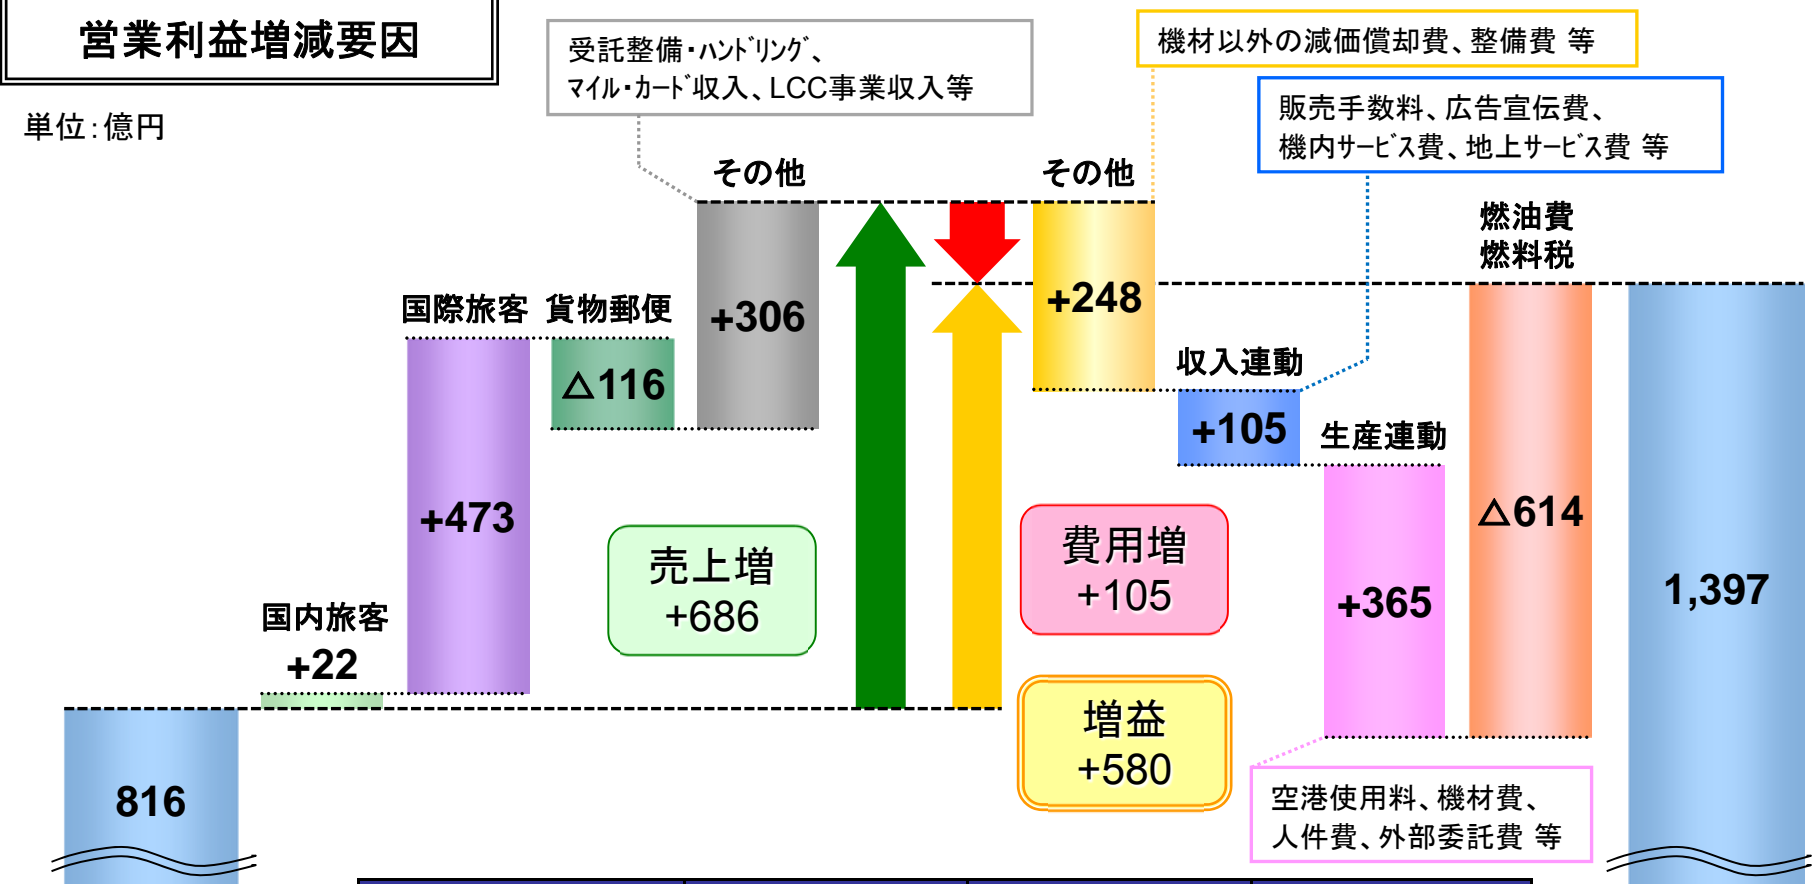 営業利益増減要因
単位：億円
受託整備・ﾊﾝﾄﾞﾘﾝｸﾞ、
ﾏｲﾙ・ｶｰﾄﾞ収入、LCC事業収入等
機材以外の減価償却費、整備費 等
販売手数料、広告宣伝費、
機内ｻｰﾋﾞｽ費、地上ｻｰﾋﾞｽ費 等
その他
その他
燃油費
燃料税
国際旅客
貨物郵便
+306
+248
△116
収入連動
+105
生産連動
+473
△614
売上増
+686
費用増
+105
+365
1,397
国内旅客
+22
増益
+580
816
空港使用料、機材費、
人件費、外部委託費 等